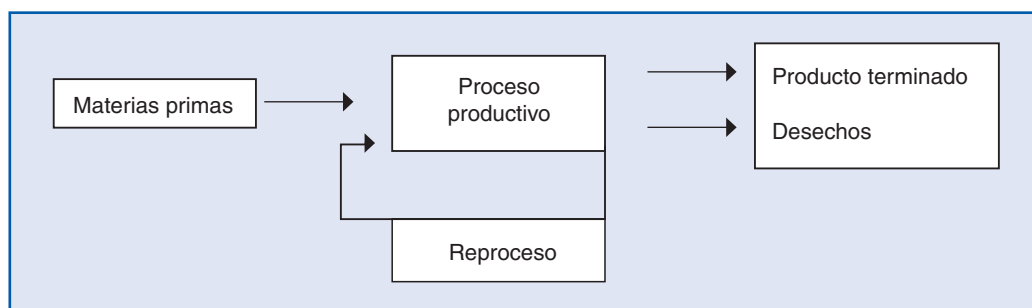 Materias primas
Proceso
productivo
Producto terminado
Desechos
Reproceso